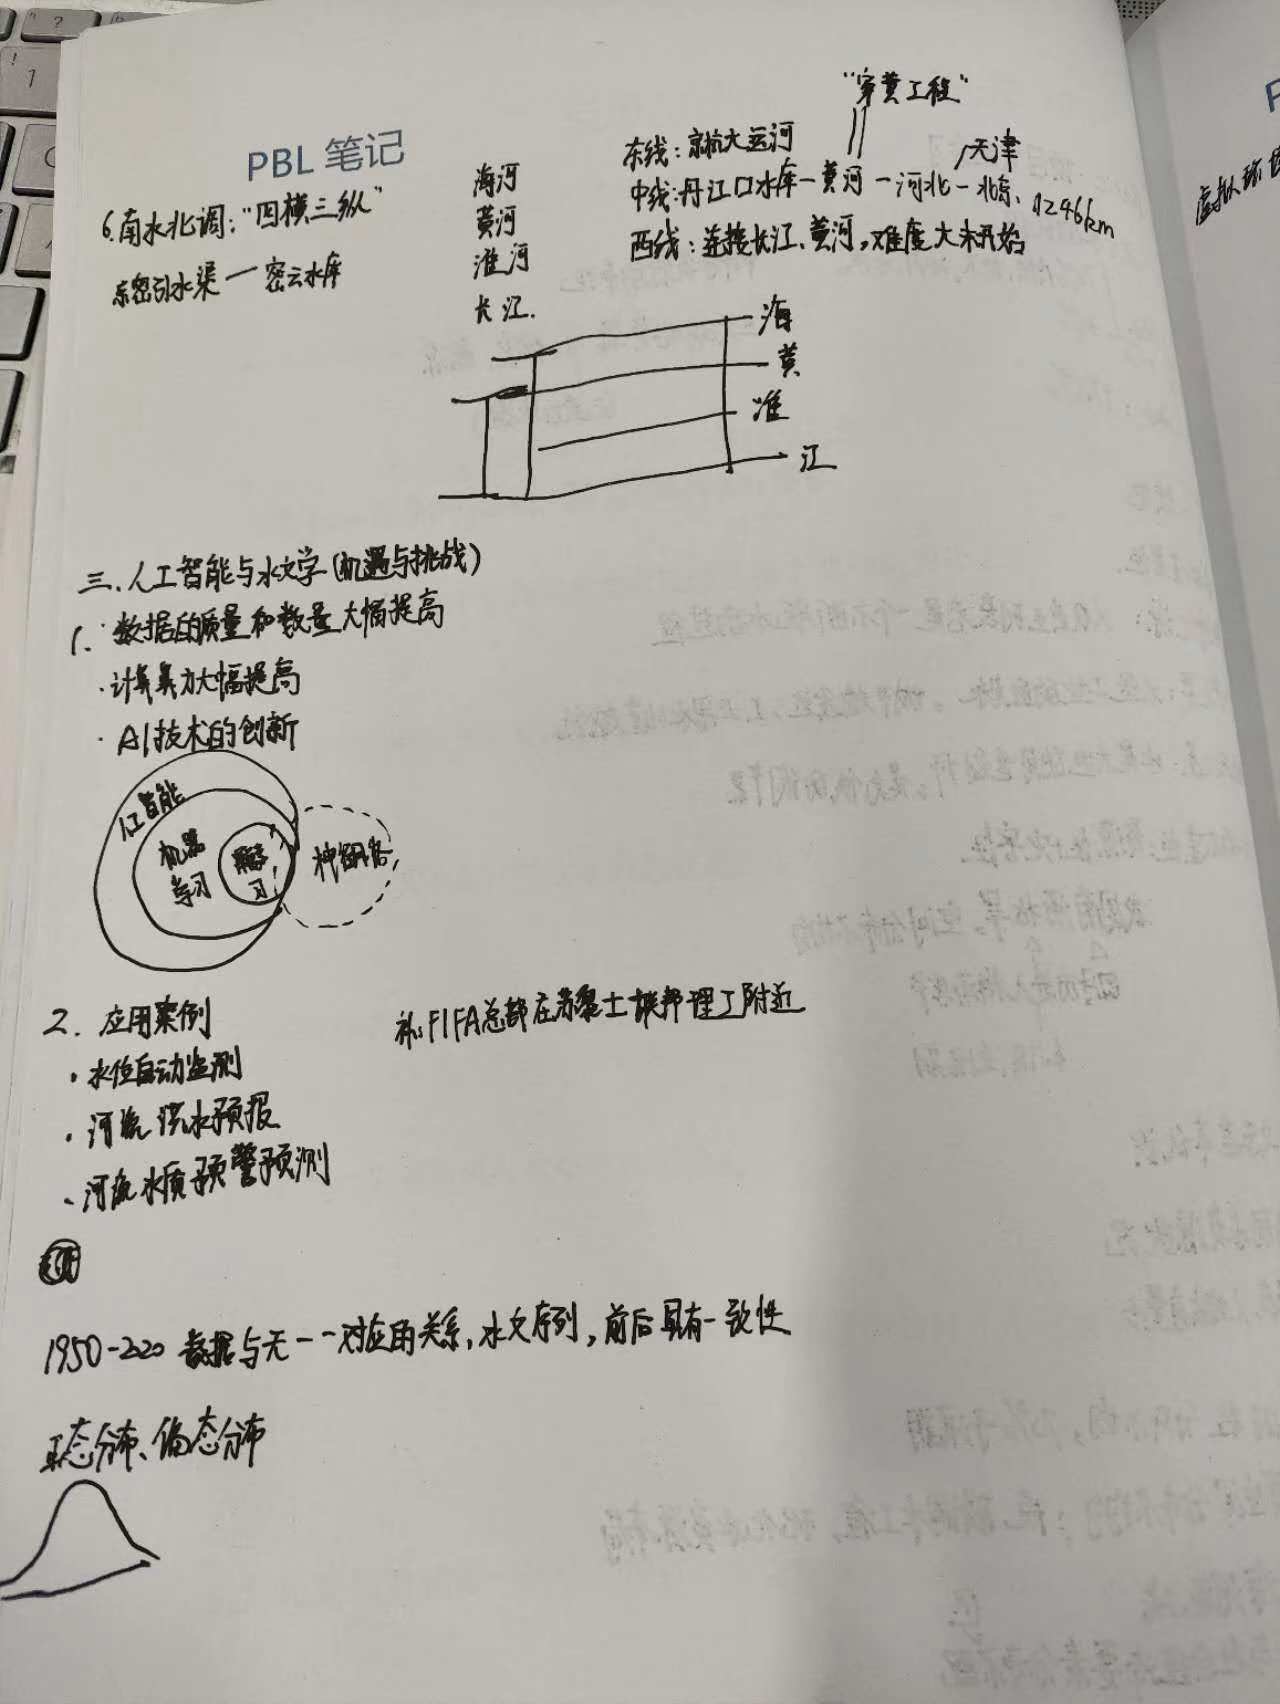 PBL 笔记
"穿黄工程"
6.南水北调:"四横三纵"
海河
黄河
淮河
长江.
东线:京杭大运河
天津
中线:丹江口水库—黄河—河北—北京、1246km
西线:连接长江、黄河,难度大未开始
京密引水渠—密云水库
海
黄
淮
江
三.人工智能与水文学(机遇与挑战)
1.·数据的质量和数量大幅提高
·计算算力大幅提高
·AI技术的创新
人工智能
机器
学习
神经网络
2.应用案例
补:FIFA总部在苏黎士联邦理工附近
·水位自动监测
·河流洪水预报
·河流水质预警预测
数据与天一一对应的关系,水文序列,前后具有一致性
正态分布、偏态分布
虚拟环境